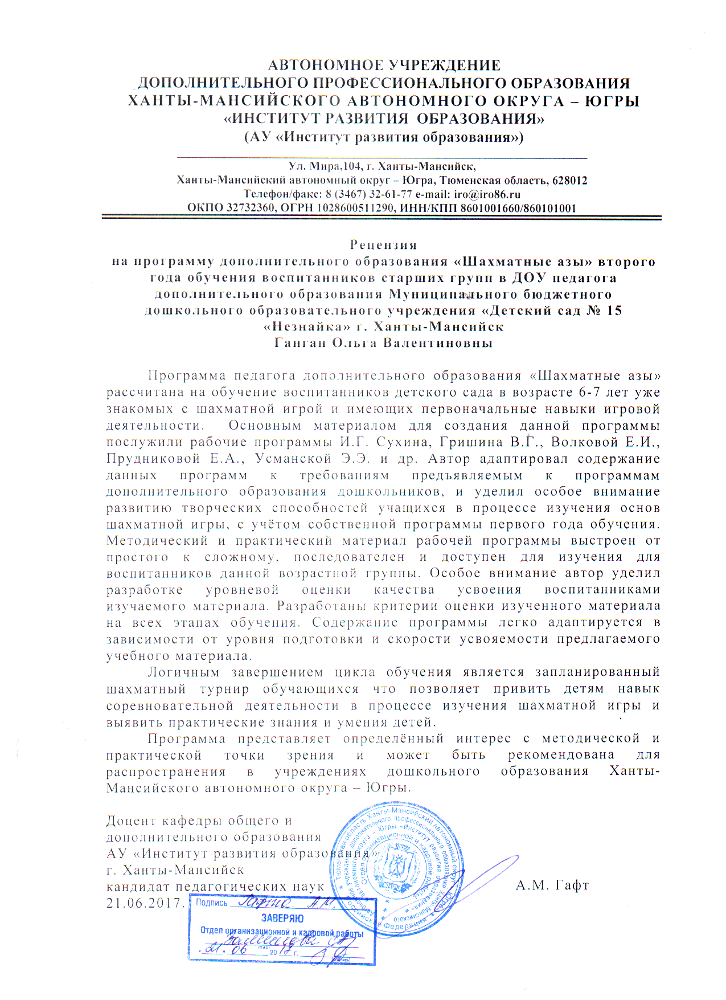 АВТОНОМНОЕ УЧРЕЖДЕНИЕ
ДОПОЛНИТЕЛЬНОГО ПРОФЕССИОНАЛЬНОГО ОБРАЗОВАНИЯ
ХАНТЫ-МАНСИЙСКОГО АВТОНОМНОГО ОКРУГА – ЮГРЫ
«ИНСТИТУТ РАЗВИТИЯ ОБРАЗОВАНИЯ»
(АУ «Институт развития образования»)
Ул. Мира,104, г. Ханты-Мансийск,
Ханты-Мансийский автономный округ – Югра, Тюменская область, 628012
Телефон/факс: 8 (3467) 32-61-77 e-mail: iro@iro86.ru
ОКПО 32732360, ОГРН 1028600511290, ИНН/КПП 8601001660/860101001
Рецензия
на программу дополнительного образования «Шахматные азы» второго
года обучения воспитанников старших групп в ДОУ педагога
дополнительного образования Муниципального бюджетного
дошкольного образовательного учреждения «Детский сад № 15
«Незнайка» г. Ханты-Мансийск
Ганган Ольга Валентиновны
Программа педагога дополнительного образования «Шахматные азы»
рассчитана на обучение воспитанников детского сада в возрасте 6-7 лет уже
знакомых с шахматной игрой и имеющих первоначальные навыки игровой
деятельности. Основным материалом для создания данной программы
послужили рабочие программы И.Г. Сухина, Гришина В.Г., Волковой Е.И.,
Прудниковой Е.А., Усманской Э.Э. и др. Автор адаптировал содержание
данных программ к требованиям предъявляемым к программам
дополнительного образования дошкольников, и уделил особое внимание
развитию творческих способностей учащихся в процессе изучения основ
шахматной игры, с учётом собственной программы первого года обучения.
Методический и практический материал рабочей программы выстроен от
простого к сложному, последователен и доступен для изучения для
воспитанников данной возрастной группы. Особое внимание автор уделил
разработке уровневой оценки качества усвоения воспитанниками
изучаемого материала. Разработаны критерии оценки изученного материала
на всех этапах обучения. Содержание программы легко адаптируется в
зависимости от уровня подготовки и скорости усвояемости предлагаемого
учебного материала.
Логичным завершением цикла обучения является запланированный
шахматный турнир обучающихся что позволяет привить детям навык
соревновательной деятельности в процессе изучения шахматной игры и
выявить практические знания и умения детей.
Программа представляет определённый интерес с методической и
практической точки зрения и может быть рекомендована для
распространения в учреждениях дошкольного образования Ханты-
Мансийского автономного округа – Югры.
Доцент кафедры общего и
дополнительного образования
АУ «Институт развития образования»
г. Ханты-Мансийск
кандидат педагогических наук А.М. Гафт
21.06.2017.
Подпись Гафта А.М.
ЗАВЕРЯЮ
Отдел организационной и кадровой работы
«21» 06 2017 г.
(подпись)
Российская Федерация * Тюменская область Ханты-Мансийский автономный округ - Югра *
Отдел организационной и кадровой работы